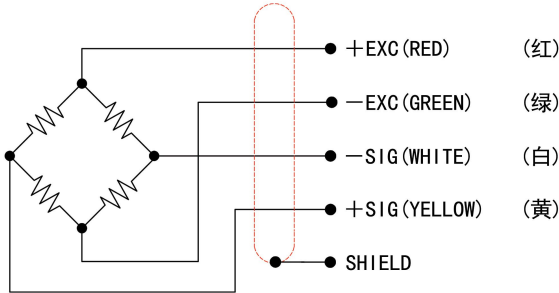 +EXC(RED) (红)
−EXC(GREEN) (绿)
−SIG(WHITE) (白)
+SIG(YELLOW) (黄)
SHIELD